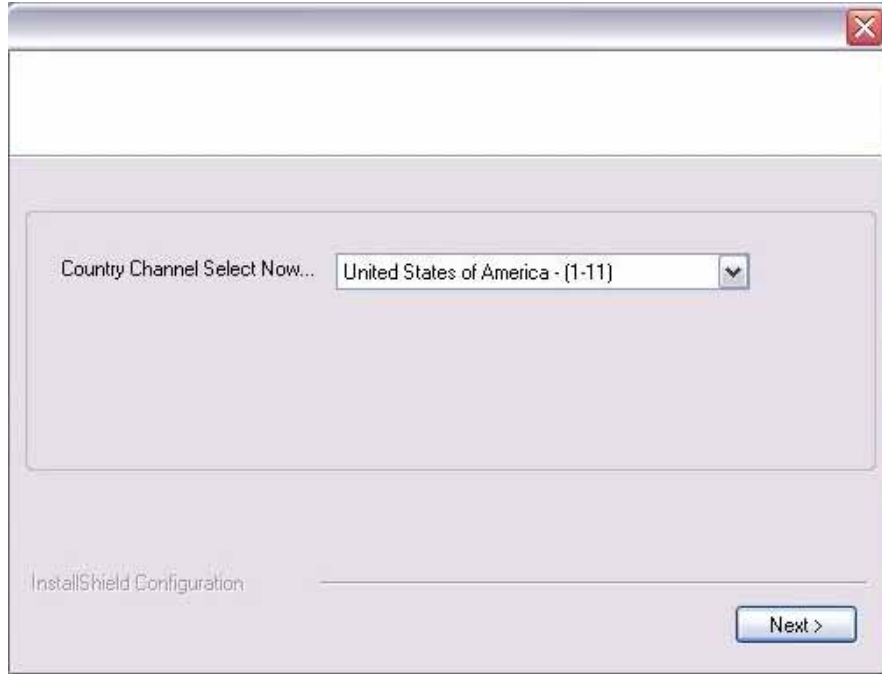 Country Channel Select Now... United States of America - (1-11)
InstallShield Configuration
Next >